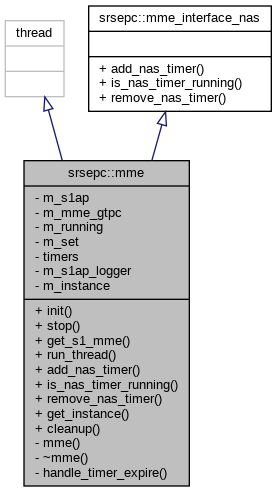 thread
srsepc::mme_interface_nas
+ add_nas_timer()
+ is_nas_timer_running()
+ remove_nas_timer()
srsepc::mme
- m_s1ap
- m_mme_gtpc
- m_running
- m_set
- timers
- m_s1ap_logger
- m_instance
+ init()
+ stop()
+ get_s1_mme()
+ run_thread()
+ add_nas_timer()
+ is_nas_timer_running()
+ remove_nas_timer()
+ get_instance()
+ cleanup()
- mme()
- ~mme()
- handle_timer_expire()